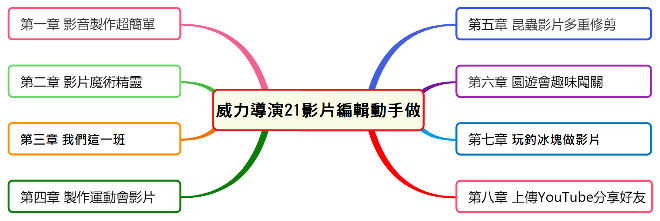 第一章 影音製作超簡單
第二章 影片魔術精靈
第三章 我們這一班
第四章 製作運動會影片
威力導演21影片編輯動手做
第五章 昆蟲影片多重修剪
第六章 園遊會趣味闖關
第七章 玩釣冰塊做影片
第八章 上傳YouTube分享好友